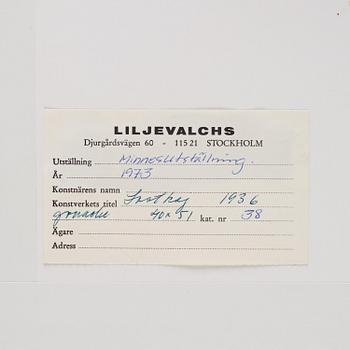 LILJEVALCHS
Djurgårdsvägen 60 - 115 21 STOCKHOLM
Utställning Minnesutställning.
År 1973
Konstnärens namn
Konstverkets titel Lastkaj 1936
gouache 40 x 51 kat. nr 38
Ägare
Adress